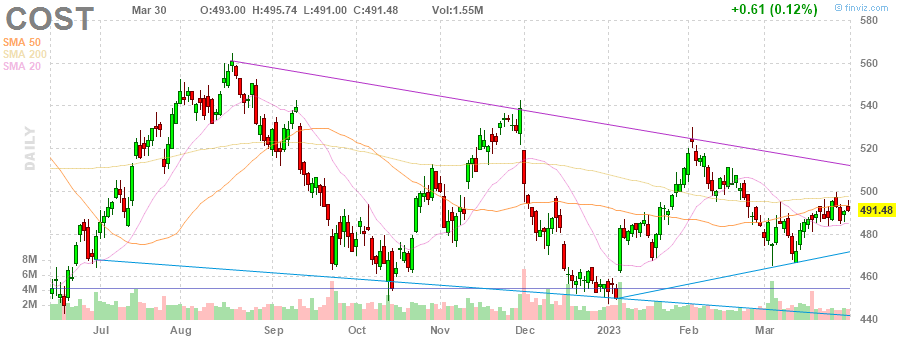 COST Mar 30 O:493.00 H:495.74 L:491.00 C:491.48 Vol:1.55M +0.61 (0.12%) © finviz.com
SMA 50
SMA 200
SMA 20
DAILY
580
560
540
520
500
491.48
480
460
440
8M
6M
4M
2M
Jul Aug Sep Oct Nov Dec 2023 Feb Mar